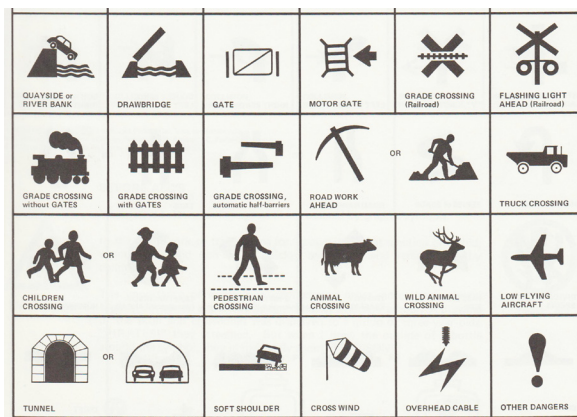 QUAYSIDE or
RIVER BANK
DRAWBRIDGE
GATE
MOTOR GATE
GRADE CROSSING
(Railroad)
FLASHING LIGHT
AHEAD (Railroad)
GRADE CROSSING
without GATES
GRADE CROSSING
with GATES
GRADE CROSSING,
automatic half-barriers
ROAD WORK
AHEAD
OR
TRUCK CROSSING
CHILDREN
CROSSING
OR
PEDESTRIAN
CROSSING
ANIMAL
CROSSING
WILD ANIMAL
CROSSING
LOW FLYING
AIRCRAFT
TUNNEL
OR
SOFT SHOULDER
CROSS WIND
OVERHEAD CABLE
OTHER DANGERS